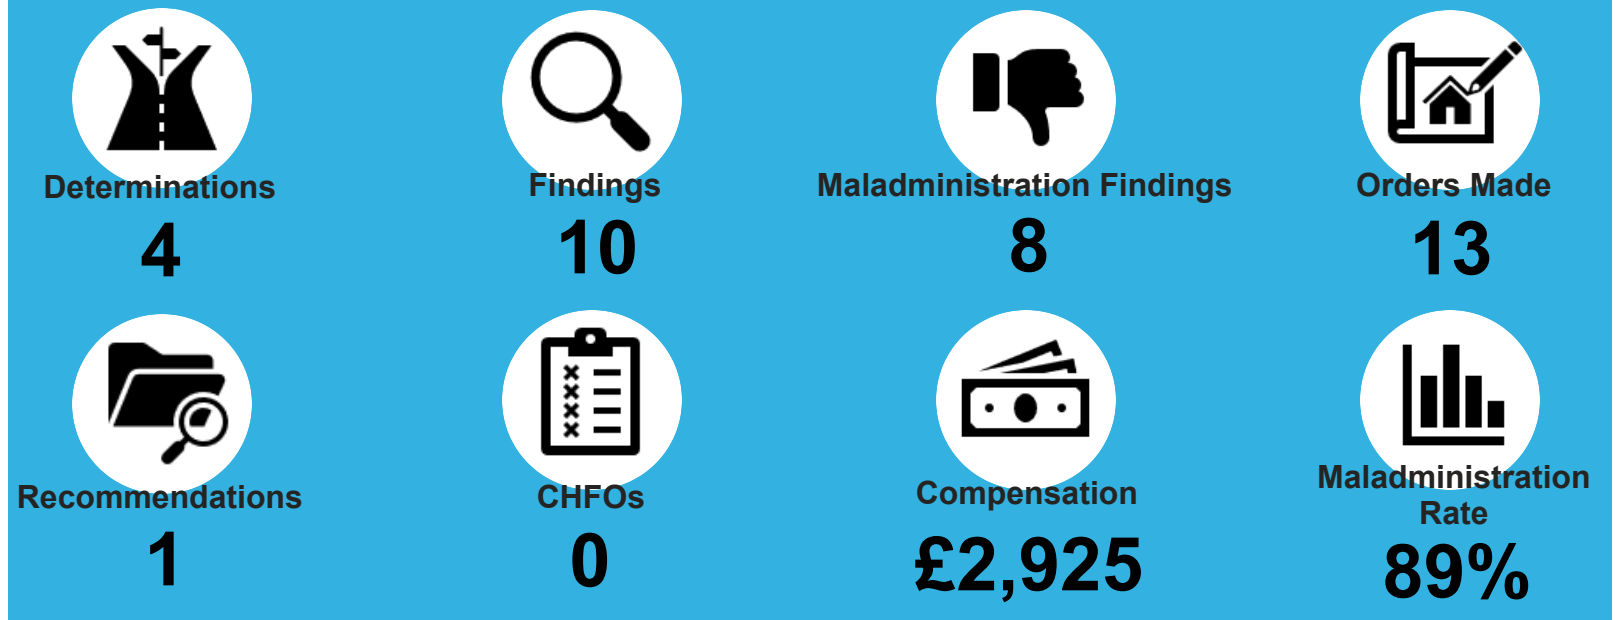 Determinations
4
Findings
10
Maladministration Findings
8
Orders Made
13
Recommendations
1
CHFOs
0
Compensation
£2,925
Maladministration
Rate
89%